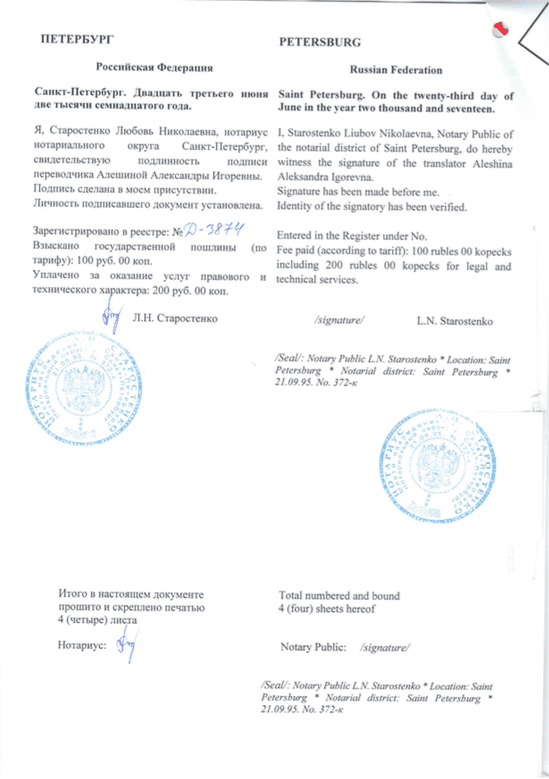 ПЕТЕРБУРГ
Российская Федерация
Санкт-Петербург. Двадцать третьего июня
две тысячи семнадцатого года.
Я, Старостенко Любовь Николаевна, нотариус
нотариального округа Санкт-Петербург,
свидетельствую подлинность подписи
переводчика Алешиной Александры Игоревны.
Подпись сделана в моем присутствии.
Личность подписавшего документ установлена.
Зарегистрировано в реестре: № Д-3874
Взыскано государственной пошлины (по
тарифу): 100 руб. 00 коп.
Уплачено за оказание услуг правового и
технического характера: 200 руб. 00 коп.
Л.Н. Старостенко
PETERSBURG
Russian Federation
Saint Petersburg. On the twenty-third day of
June in the year two thousand and seventeen.
I, Starostenko Liubov Nikolaevna, Notary Public of
the notarial district of Saint Petersburg, do hereby
witness the signature of the translator Aleshina
Aleksandra Igorevna.
Signature has been made before me.
Identity of the signatory has been verified.
Entered in the Register under No.
Fee paid (according to tariff): 100 rubles 00 kopecks
including 200 rubles 00 kopecks for legal and
technical services.
/signature/ L.N. Starostenko
/Seal/: Notary Public L.N. Starostenko * Location: Saint
Petersburg * Notarial district: Saint Petersburg *
21.09.95. No. 372-к
НОТАРИУС Л.Н. СТАРОСТЕНКО
НОТАРИУС Л.Н. СТАРОСТЕНКО
Итого в настоящем документе
прошито и скреплено печатью
4 (четыре) листа
Нотариус:
Total numbered and bound
4 (four) sheets hereof
Notary Public: /signature/
/Seal/: Notary Public L.N. Starostenko * Location: Saint
Petersburg * Notarial district: Saint Petersburg *
21.09.95. No. 372-к